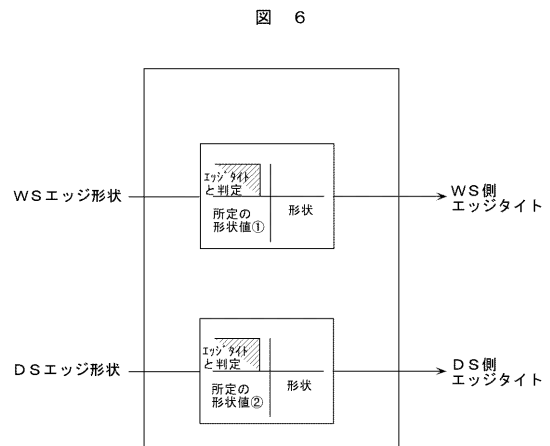 図 6
WSエッジ形状
エッジタイト
と判定
所定の
形状値①
形状
WS側
エッジタイト
DSエッジ形状
エッジタイト
と判定
所定の
形状値②
形状
DS側
エッジタイト